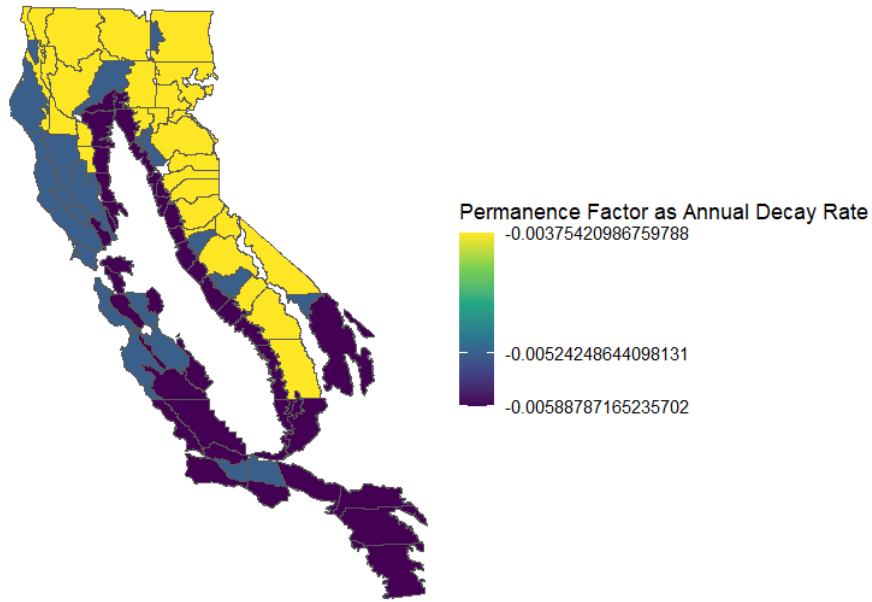 Permanence Factor as Annual Decay Rate
-0.00375420986759788
-0.00524248644098131
-0.00588787165235702